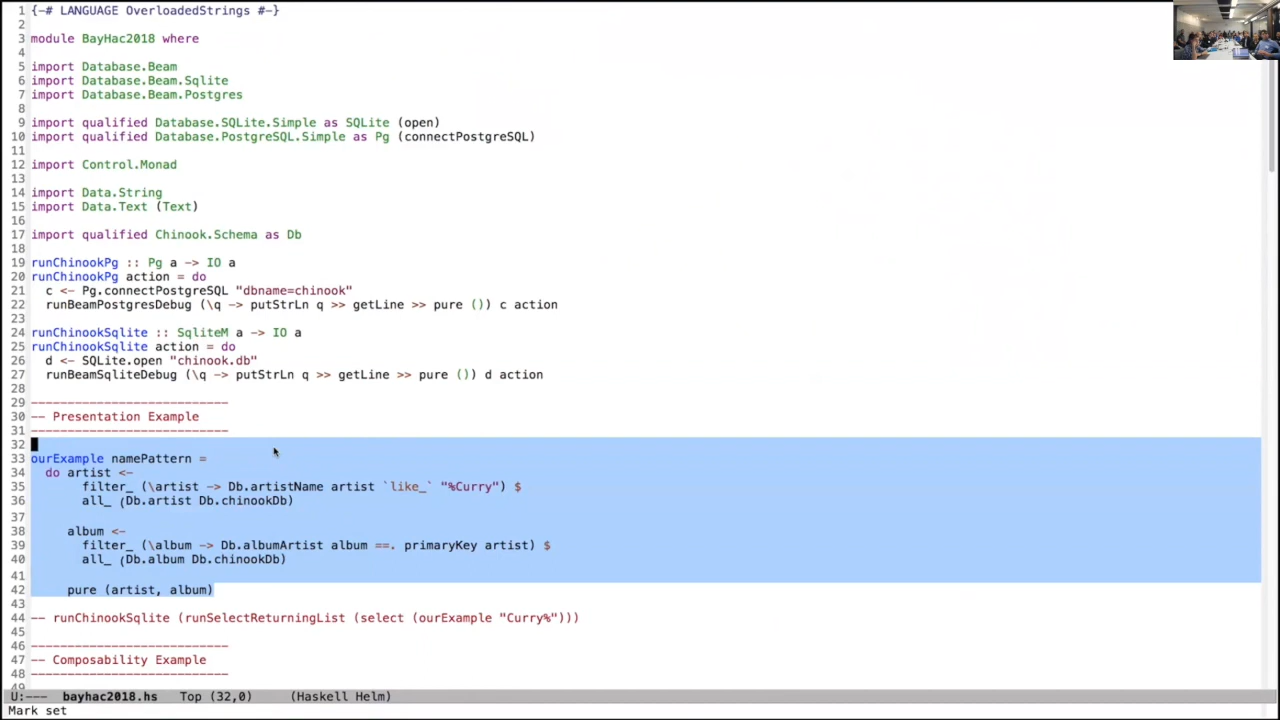 1 {-# LANGUAGE OverloadedStrings #-}
2
3 module BayHac2018 where
4
5 import Database.Beam
6 import Database.Beam.Sqlite
7 import Database.Beam.Postgres
8
9 import qualified Database.SQLite.Simple as SQLite (open)
10 import qualified Database.PostgreSQL.Simple as Pg (connectPostgreSQL)
11
12 import Control.Monad
13
14 import Data.String
15 import Data.Text (Text)
16
17 import qualified Chinook.Schema as Db
18
19 runChinookPg :: Pg a -> IO a
20 runChinookPg action = do
21   c <- Pg.connectPostgreSQL "dbname=chinook"
22   runBeamPostgresDebug (\q -> putStrLn q >> getLine >> pure ()) c action
23
24 runChinookSqlite :: SqliteM a -> IO a
25 runChinookSqlite action = do
26   d <- SQLite.open "chinook.db"
27   runBeamSqliteDebug (\q -> putStrLn q >> getLine >> pure ()) d action
28
29 ---------------------------
30 -- Presentation Example
31 ---------------------------
32
33 ourExample namePattern =
34   do artist <-
35        filter_ (\artist -> Db.artistName artist `like_` "%Curry") $
36        all_ (Db.artist Db.chinookDb)
37
38      album <-
39        filter_ (\album -> Db.albumArtist album ==. primaryKey artist) $
40        all_ (Db.album Db.chinookDb)
41
42      pure (artist, album)
43
44 -- runChinookSqlite (runSelectReturningList (select (ourExample "Curry%")))
45
46 ---------------------------
47 -- Composability Example
48 ---------------------------
49
U:--- bayhac2018.hs Top (32,0) (Haskell Helm)
Mark set